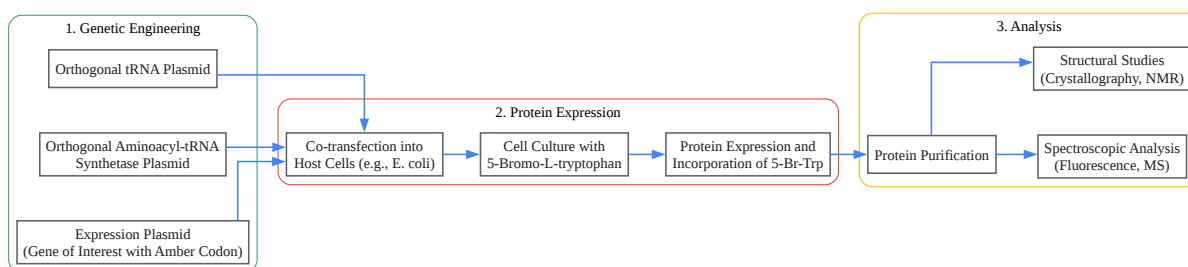 1. Genetic Engineering
Orthogonal tRNA Plasmid
Orthogonal Aminoacyl-tRNA
Synthetase Plasmid
Expression Plasmid
(Gene of Interest with Amber Codon)
2. Protein Expression
Co-transfection into
Host Cells (e.g., E. coli)
Cell Culture with
5-Bromo-L-tryptophan
Protein Expression and
Incorporation of 5-Br-Trp
3. Analysis
Protein Purification
Structural Studies
(Crystallography, NMR)
Spectroscopic Analysis
(Fluorescence, MS)